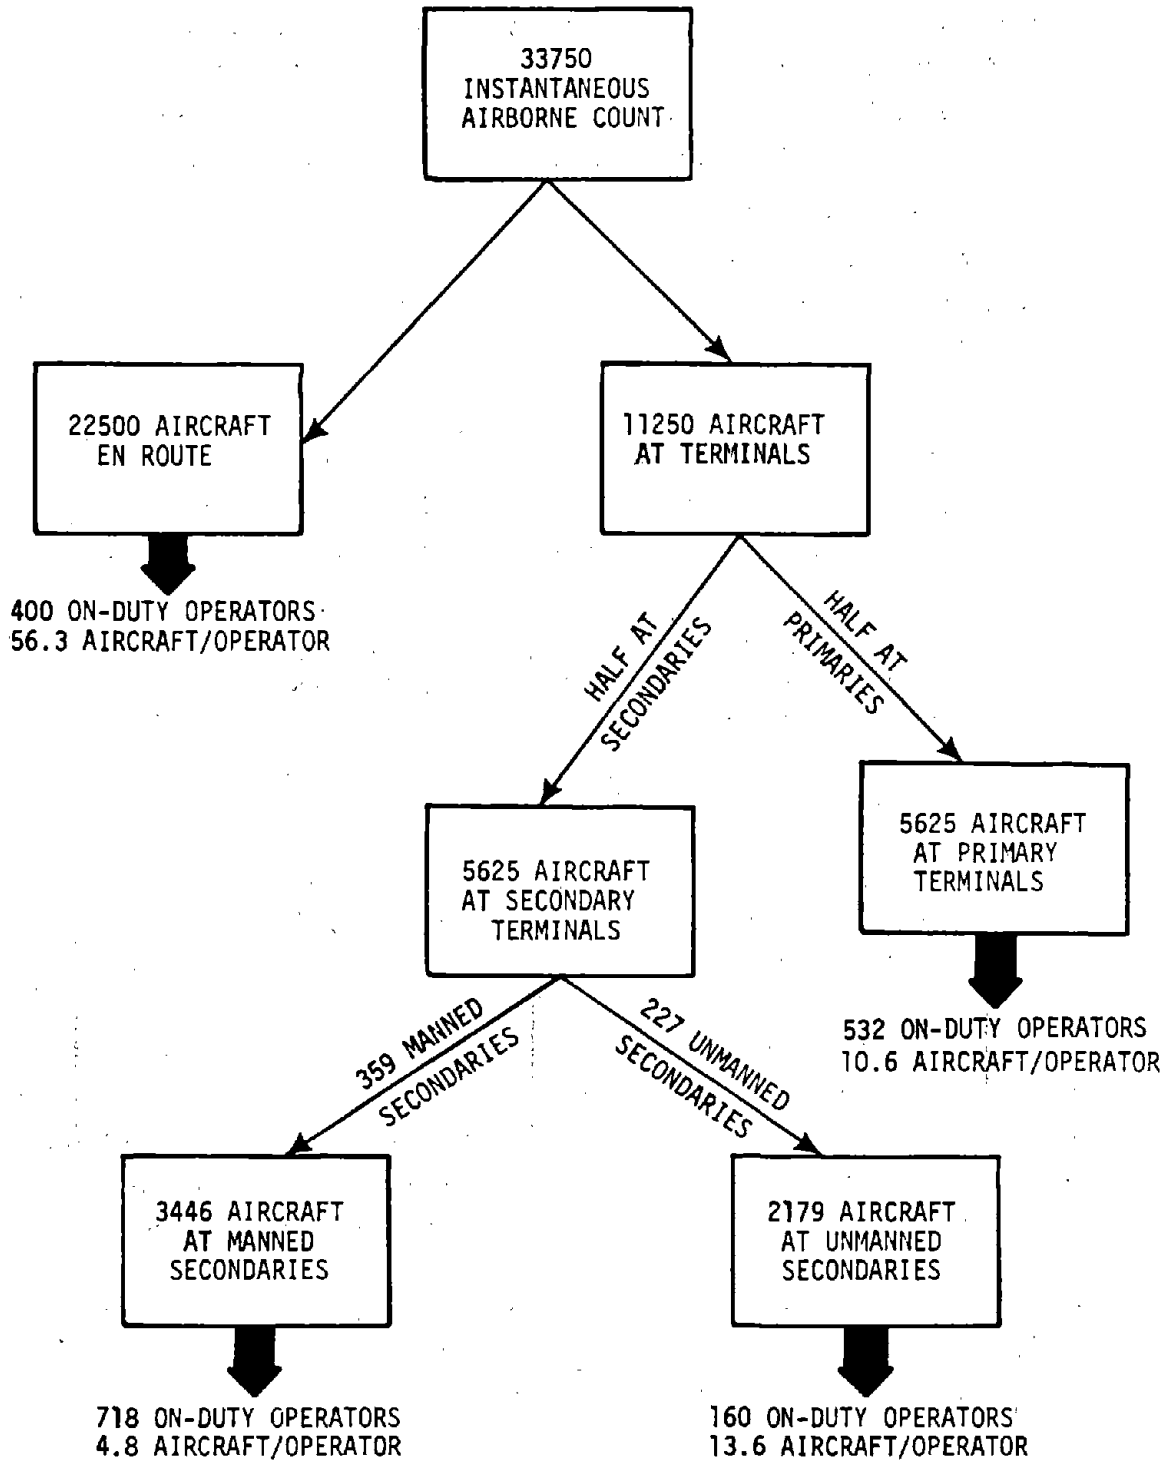 33750
INSTANTANEOUS
AIRBORNE COUNT
22500 AIRCRAFT
EN ROUTE
11250 AIRCRAFT
AT TERMINALS
400 ON-DUTY OPERATORS
56.3 AIRCRAFT/OPERATOR
HALF AT
SECONDARIES
HALF AT
PRIMARIES
5625 AIRCRAFT
AT SECONDARY
TERMINALS
5625 AIRCRAFT
AT PRIMARY
TERMINALS
532 ON-DUTY OPERATORS
10.6 AIRCRAFT/OPERATOR
359 MANNED
SECONDARIES
227 UNMANNED
SECONDARIES
3446 AIRCRAFT
AT MANNED
SECONDARIES
2179 AIRCRAFT
AT UNMANNED
SECONDARIES
718 ON-DUTY OPERATORS
4.8 AIRCRAFT/OPERATOR
160 ON-DUTY OPERATORS
13.6 AIRCRAFT/OPERATOR